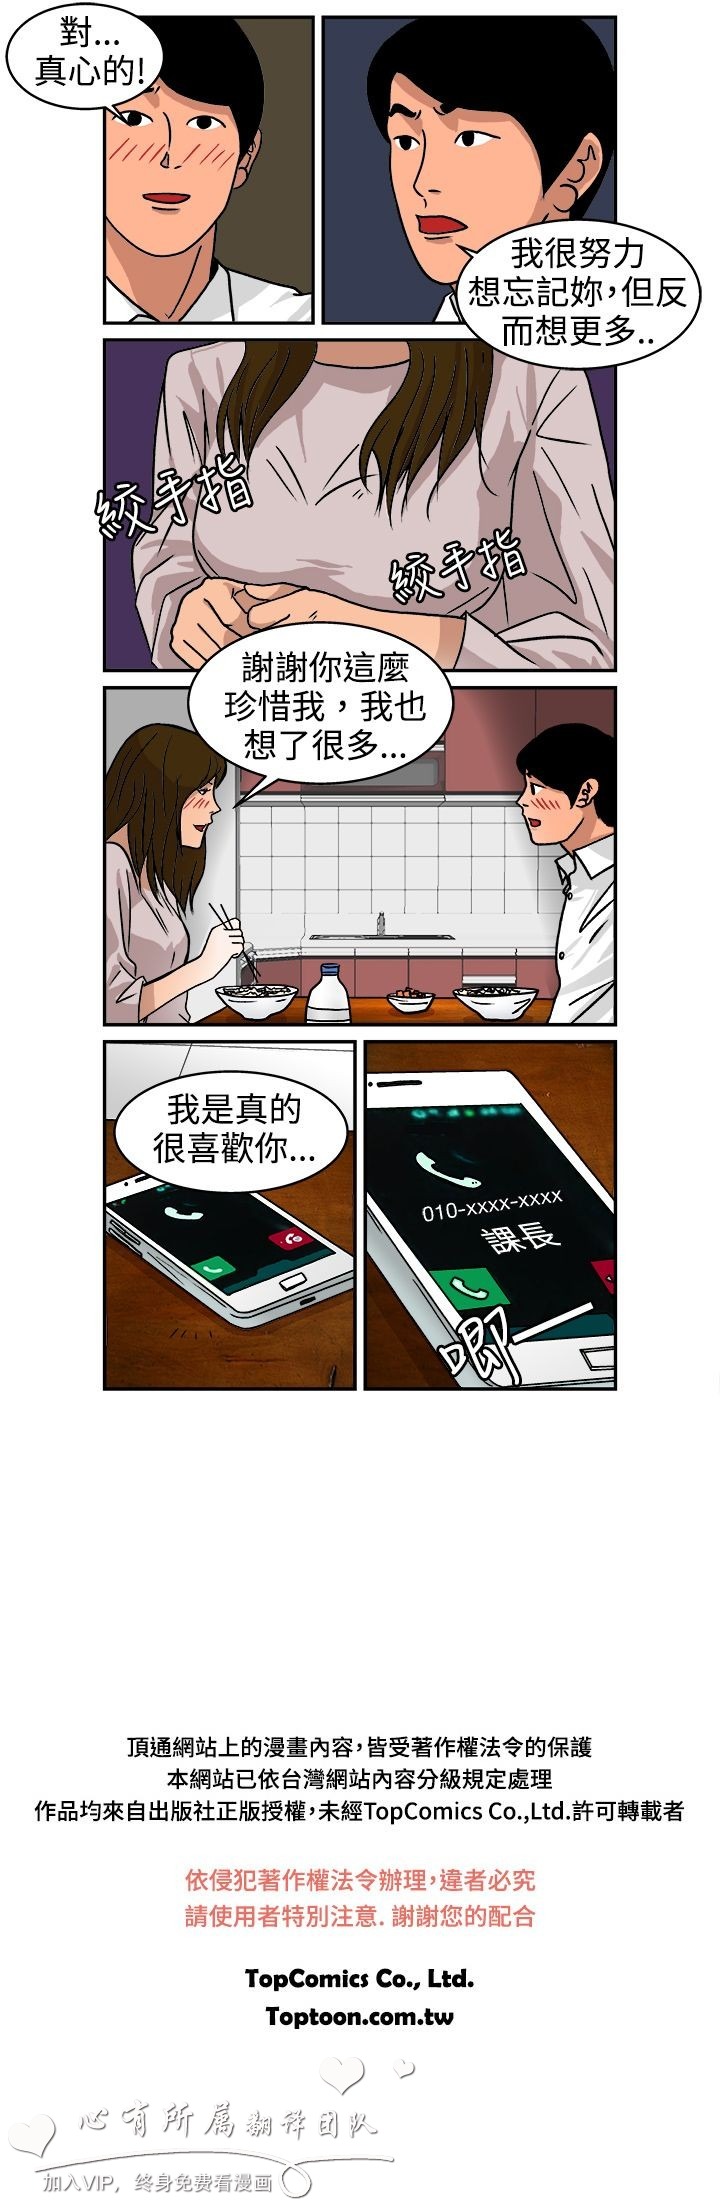 對...
真心的!
我很努力
想忘記妳,但反
而想更多..
絞手指
絞手指
謝謝你這麼
珍惜我，我也
想了很多...
我是真的
很喜歡你...
010-xxxx-xxxx
課長
唧
頂通網站上的漫畫內容,皆受著作權法令的保護
本網站已依台灣網站內容分級規定處理
作品均來自出版社正版授權,未經TopComics Co.,Ltd.許可轉載者
依侵犯著作權法令辦理,違者必究
請使用者特別注意. 謝謝您的配合
TopComics Co., Ltd.
Toptoon.com.tw
心有所属翻译团队
加入VIP，终身免费看漫画